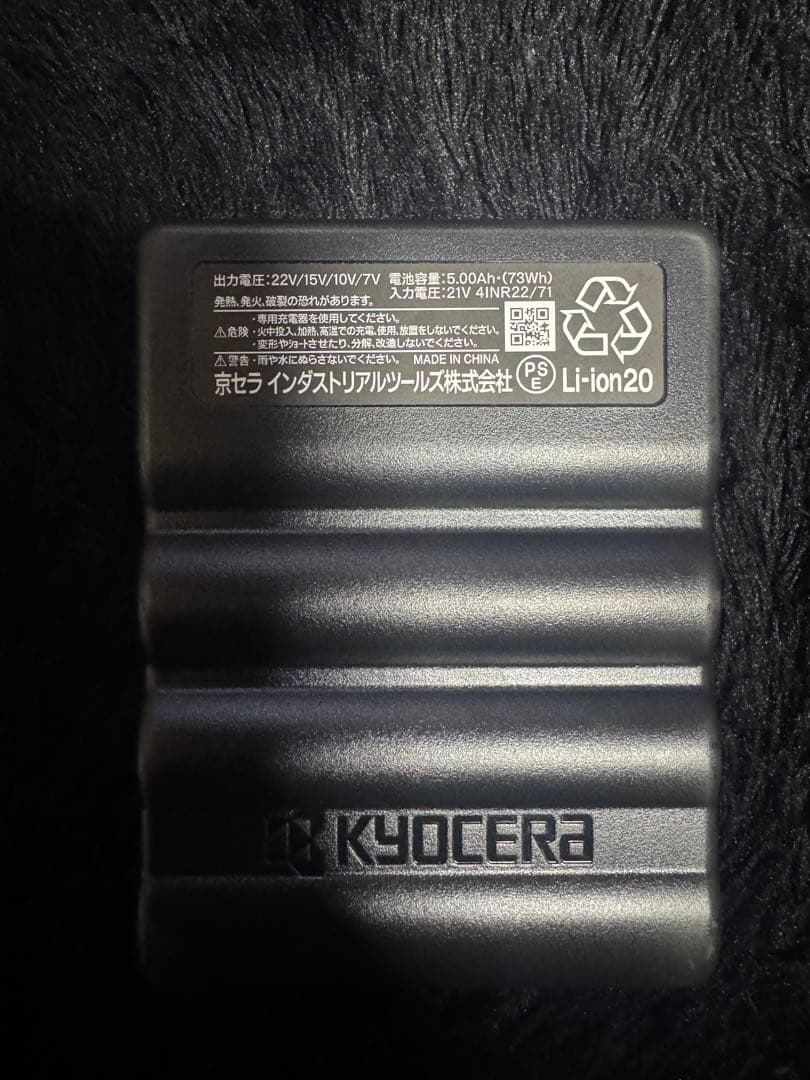 出力電圧:22V/15V/10V/7V 電池容量:5.00Ah・(73Wh)
入力電圧:21V 4INR22/71
発熱、発火、破裂の恐れがあります。
・専用充電器を使用してください。
⚠危険・火中投入、加熱、高温での充電、使用、放置をしないでください。
・変形やショートさせたり、分解、改造しないでください。
⚠警告・雨や水にぬらさないでください。 MADE IN CHINA
京セラ インダストリアルツールズ株式会社 PSE Li-ion20
KYOCERA